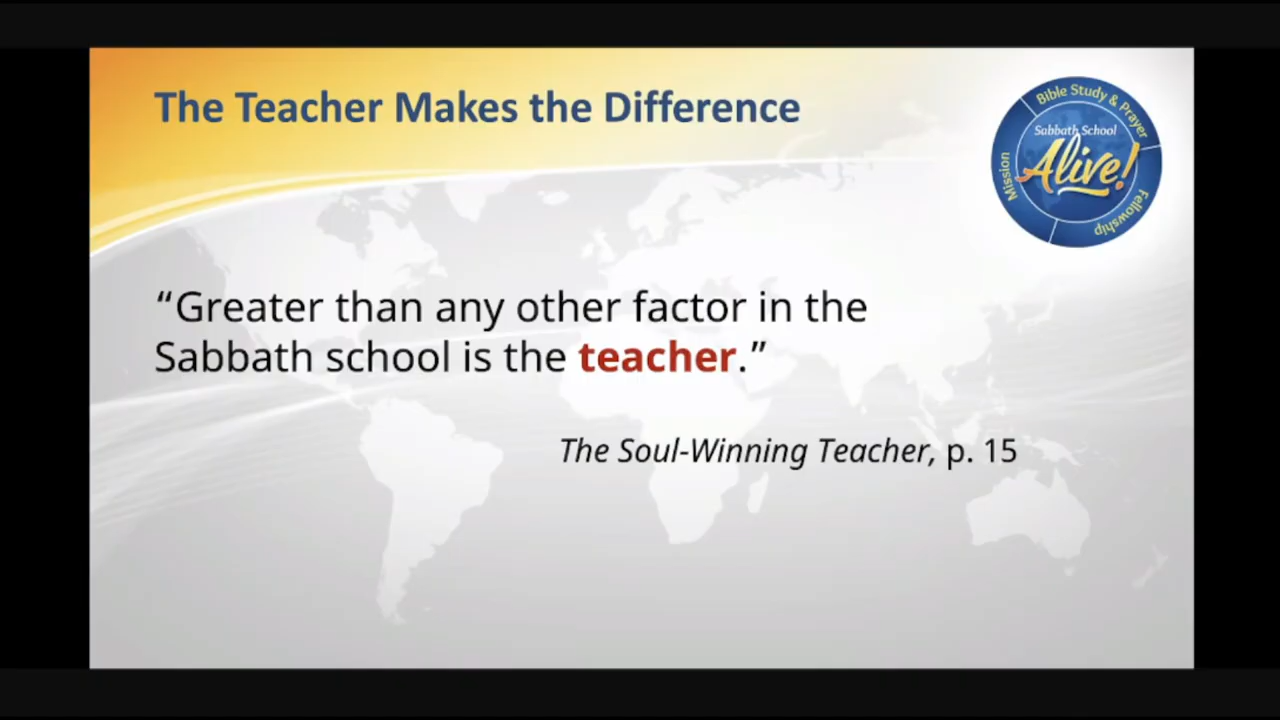 The Teacher Makes the Difference
Bible Study & Prayer
Sabbath School
Alive!
Mission
Fellowship
“Greater than any other factor in the
Sabbath school is the teacher.”
The Soul-Winning Teacher, p. 15